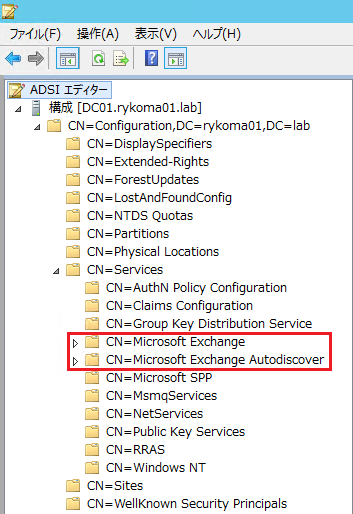 ファイル(F) 操作(A) 表示(V) ヘルプ(H)
ADSI エディター
構成 [DC01.rykoma01.lab]
CN=Configuration,DC=rykoma01,DC=lab
CN=DisplaySpecifiers
CN=Extended-Rights
CN=ForestUpdates
CN=LostAndFoundConfig
CN=NTDS Quotas
CN=Partitions
CN=Physical Locations
CN=Services
CN=AuthN Policy Configuration
CN=Claims Configuration
CN=Group Key Distribution Service
CN=Microsoft Exchange
CN=Microsoft Exchange Autodiscover
CN=Microsoft SPP
CN=MsmqServices
CN=NetServices
CN=Public Key Services
CN=RRAS
CN=Windows NT
CN=Sites
CN=WellKnown Security Principals